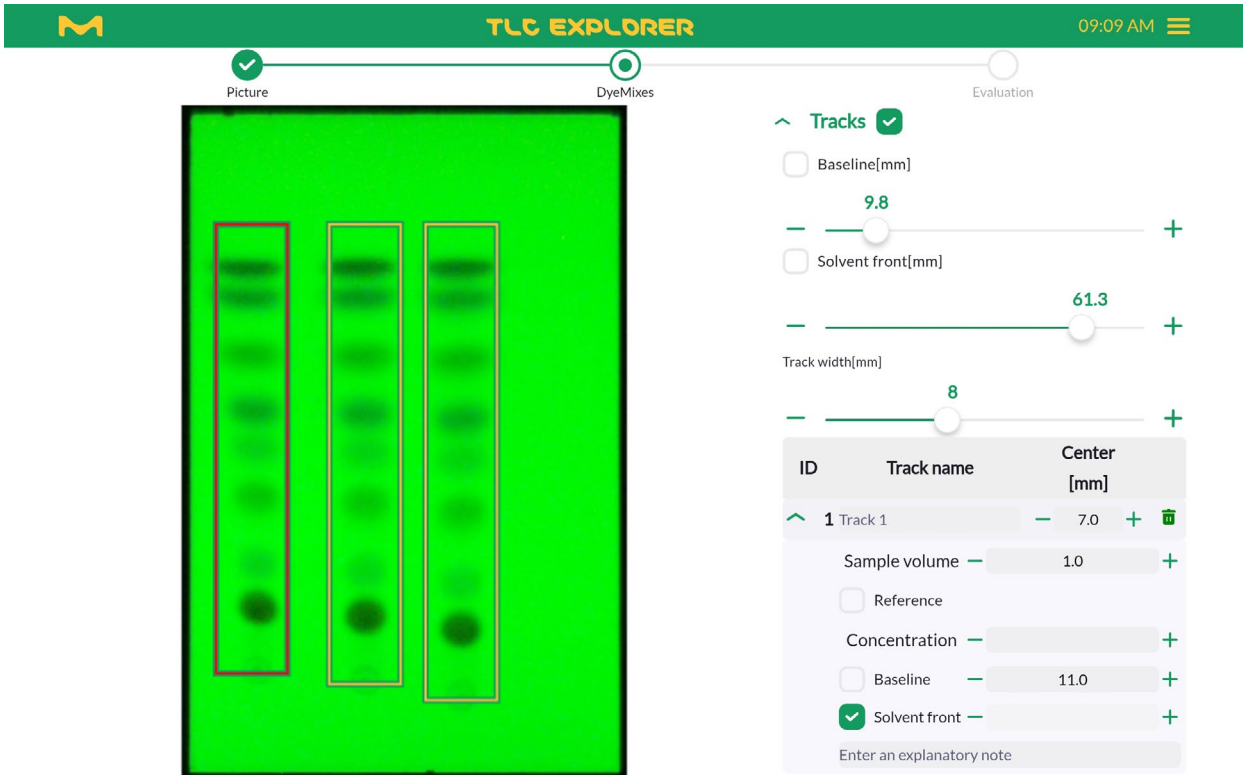 TLC EXPLORER
09:09 AM
Picture
DyeMixes
Evaluation
Tracks
Baseline[mm]
9.8
− +
Solvent front[mm]
61.3
− +
Track width[mm]
8
− +
ID Track name Center [mm]
1 Track 1 − 7.0 +
Sample volume − 1.0 +
Reference
Concentration − +
Baseline − 11.0 +
Solvent front − +
Enter an explanatory note